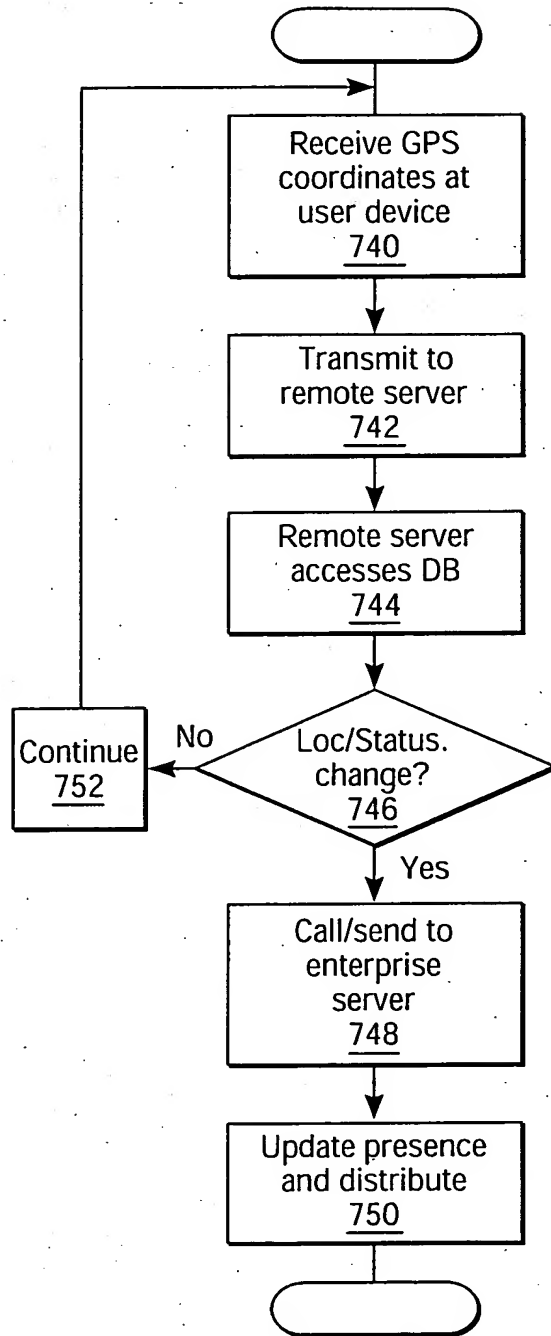 Receive GPS
coordinates at
user device
740
Transmit to
remote server
742
Remote server
accesses DB
744
Loc/Status.
change?
746
No
Continue
752
Yes
Call/send to
enterprise
server
748
Update presence
and distribute
750